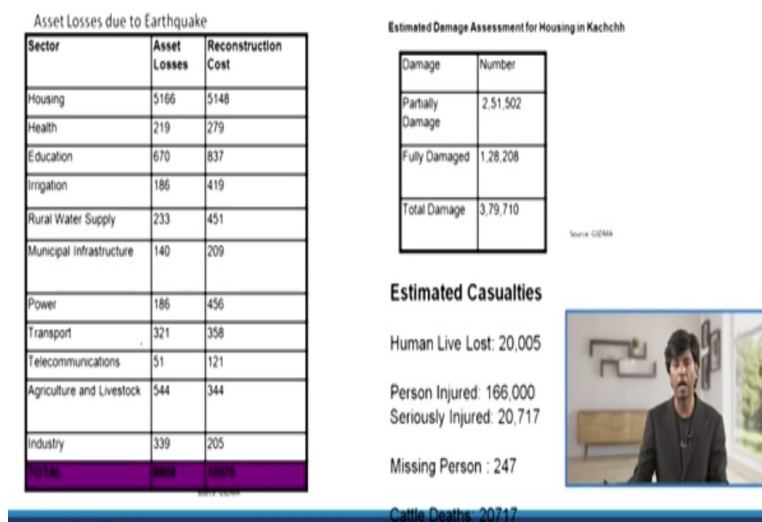 Asset Losses due to Earthquake
Sector Asset Losses Reconstruction Cost
Housing 5166 5148
Health 219 279
Education 670 837
Irrigation 186 419
Rural Water Supply 233 451
Municipal Infrastructure 140 209
Power 186 456
Transport 321 358
Telecommunications 51 121
Agriculture and Livestock 544 344
Industry 339 205
TOTAL
Estimated Damage Assessment for Housing in Kachchh
Damage Number
Partially Damage 2,51,502
Fully Damaged 1,28,208
Total Damage 3,79,710
Source: GSDMA
Estimated Casualties
Human Live Lost: 20,005
Person Injured: 166,000
Seriously Injured: 20,717
Missing Person : 247
Cattle Deaths: 20717